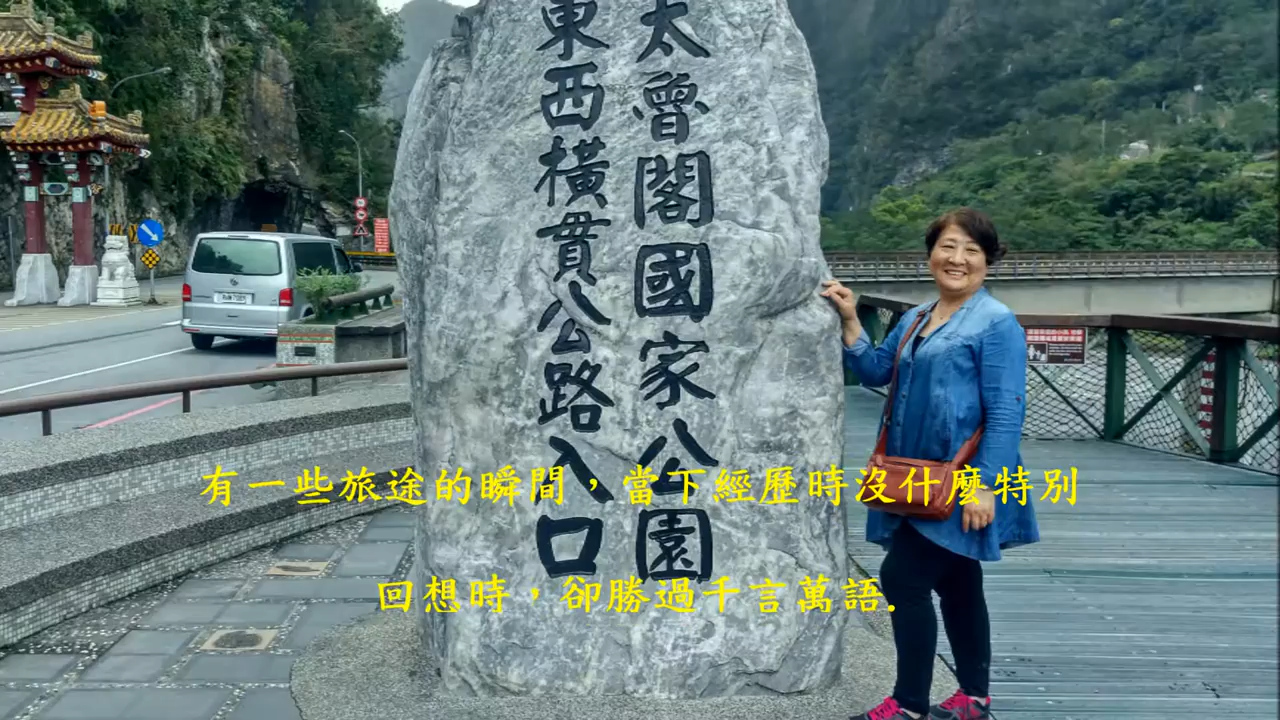 太魯閣國家公園
東西橫貫公路入口
有一些旅途的瞬間，當下經歷時沒什麼特別
回想時，卻勝過千言萬語.